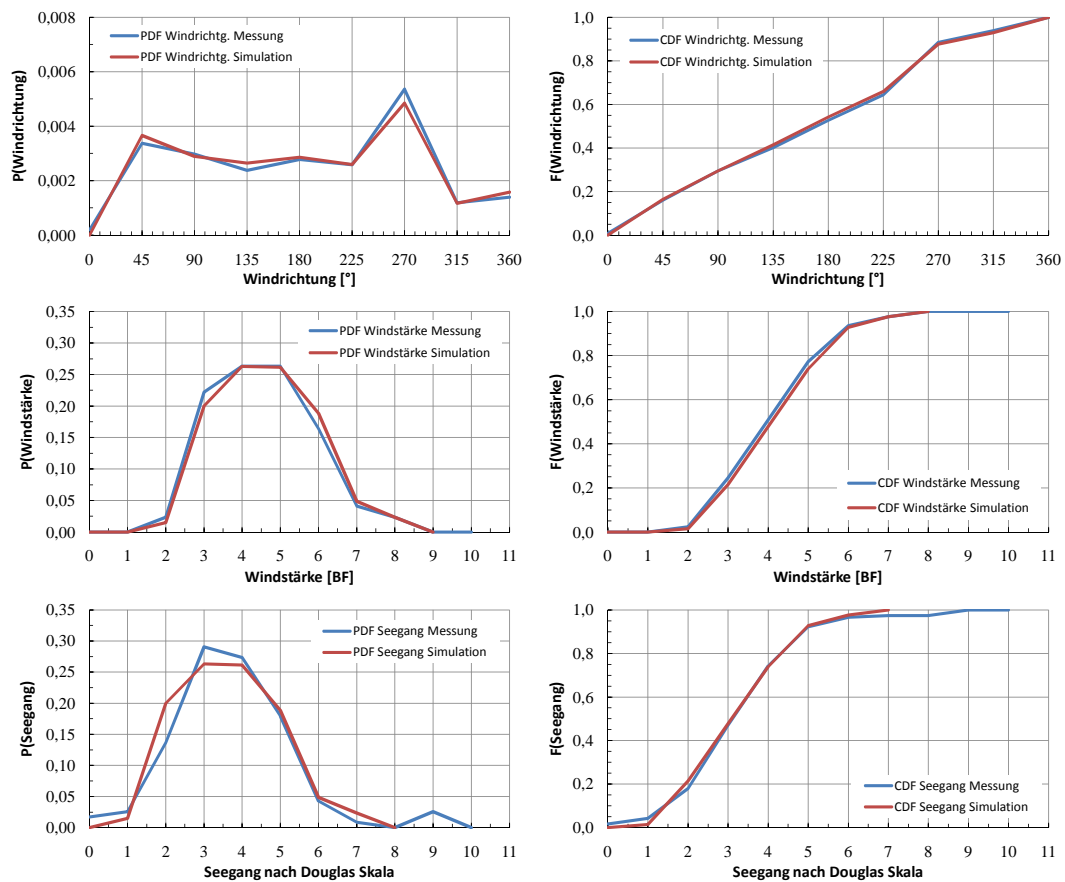 0,008
0,006
0,004
0,002
0,000
P(Windrichtung)
PDF Windrichtg. Messung
PDF Windrichtg. Simulation
0 45 90 135 180 225 270 315 360
Windrichtung [°]
1,0
0,8
0,6
0,4
0,2
0,0
F(Windrichtung)
CDF Windrichtg. Messung
CDF Windrichtg. Simulation
0 45 90 135 180 225 270 315 360
Windrichtung [°]
0,35
0,30
0,25
0,20
0,15
0,10
0,05
0,00
P(Windstärke)
PDF Windstärke Messung
PDF Windstärke Simulation
0 1 2 3 4 5 6 7 8 9 10 11
Windstärke [BF]
1,0
0,8
0,6
0,4
0,2
0,0
F(Windstärke)
CDF Windstärke Messung
CDF Windstärke Simulation
0 1 2 3 4 5 6 7 8 9 10 11
Windstärke [BF]
0,35
0,30
0,25
0,20
0,15
0,10
0,05
0,00
P(Seegang)
PDF Seegang Messung
PDF Seegang Simulation
0 1 2 3 4 5 6 7 8 9 10 11
Seegang nach Douglas Skala
1,0
0,8
0,6
0,4
0,2
0,0
F(Seegang)
CDF Seegang Messung
CDF Seegang Simulation
0 1 2 3 4 5 6 7 8 9 10 11
Seegang nach Douglas Skala